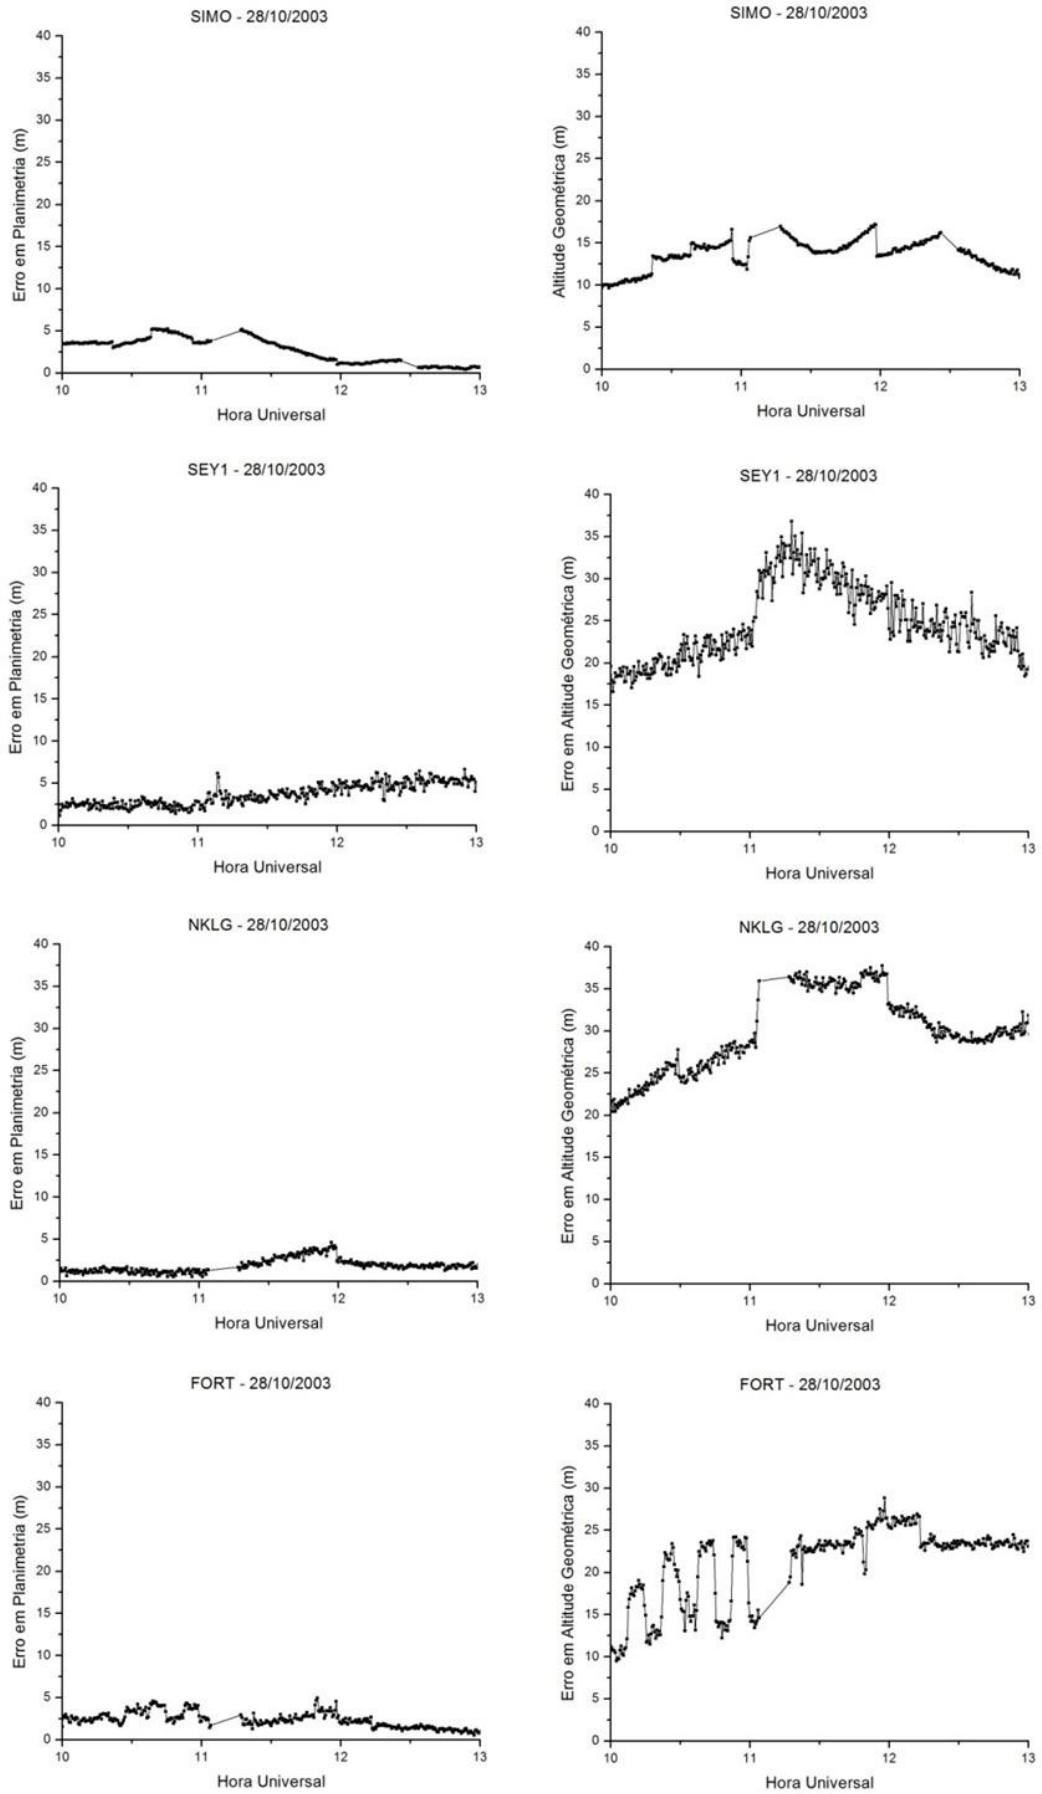 SIMO - 28/10/2003
Erro em Planimetria (m)
40
35
30
25
20
15
10
5
0
10 11 12 13
Hora Universal
SIMO - 28/10/2003
Altitude Geométrica (m)
40
35
30
25
20
15
10
5
0
10 11 12 13
Hora Universal
SEY1 - 28/10/2003
Erro em Planimetria (m)
40
35
30
25
20
15
10
5
0
10 11 12 13
Hora Universal
SEY1 - 28/10/2003
Erro em Altitude Geométrica (m)
40
35
30
25
20
15
10
5
0
10 11 12 13
Hora Universal
NKLG - 28/10/2003
Erro em Planimetria (m)
40
35
30
25
20
15
10
5
0
10 11 12 13
Hora Universal
NKLG - 28/10/2003
Erro em Altitude Geométrica (m)
40
35
30
25
20
15
10
5
0
10 11 12 13
Hora Universal
FORT - 28/10/2003
Erro em Planimetria (m)
40
35
30
25
20
15
10
5
0
10 11 12 13
Hora Universal
FORT - 28/10/2003
Erro em Altitude Geométrica (m)
40
35
30
25
20
15
10
5
0
10 11 12 13
Hora Universal